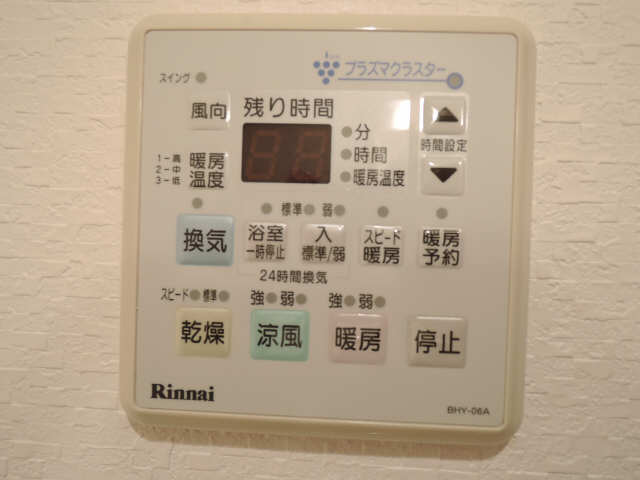 プラズマクラスター
スイング
風向
残り時間
分
時間
暖房温度
時間設定
1-高
2-中
3-低
暖房
温度
標準 弱
換気
浴室
一時停止
入
標準/弱
スピード
暖房
暖房
予約
24時間換気
スピード 標準
強 弱
強 弱
乾燥
涼風
暖房
停止
Rinnai
BHY-06A